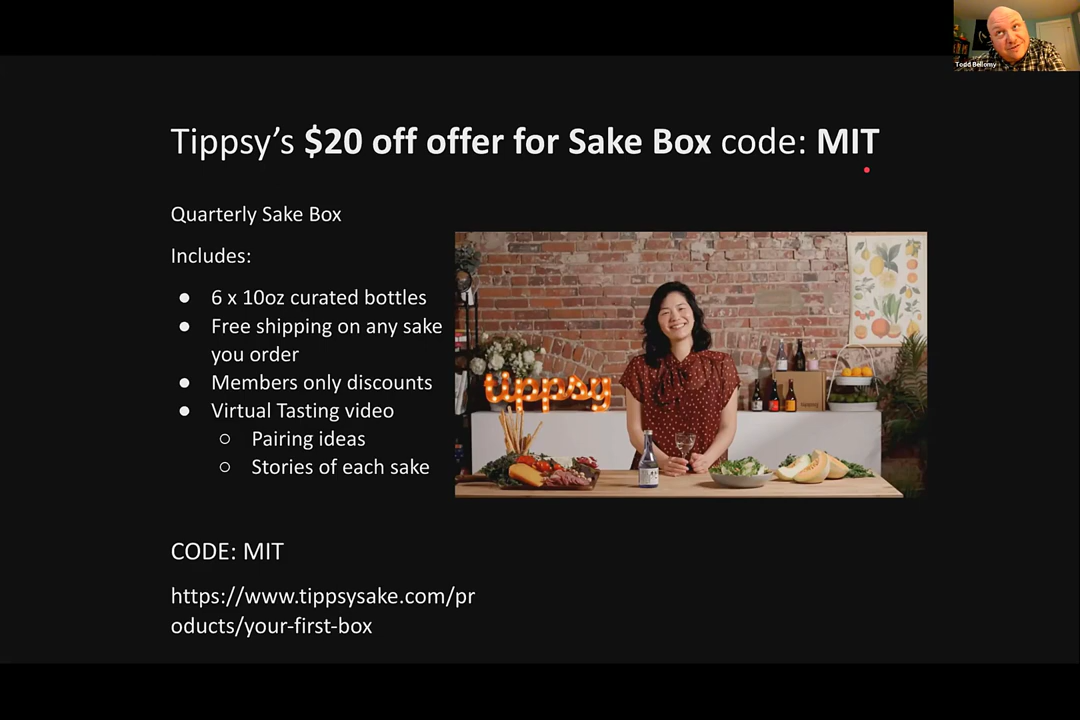 Todd Bellomy
Tippsy’s $20 off offer for Sake Box code: MIT
Quarterly Sake Box
Includes:
● 6 x 10oz curated bottles
● Free shipping on any sake
you order
● Members only discounts
● Virtual Tasting video
○ Pairing ideas
○ Stories of each sake
tippsy
CODE: MIT
https://www.tippsysake.com/pr
oducts/your-first-box